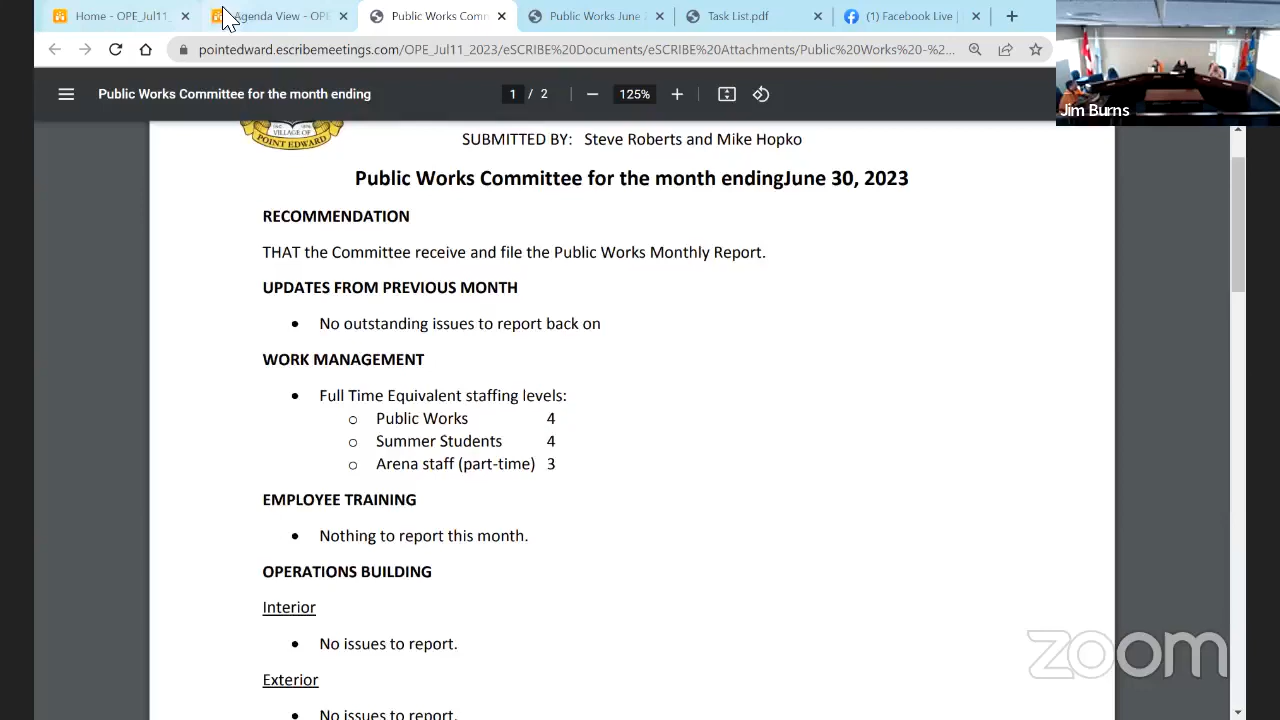 Home - OPE_Jul11_
Agenda View - OPE
Public Works Com
Public Works June
Task List.pdf
(1) Facebook Live
pointedward.escribemeetings.com/OPE_Jul11_2023/eSCRIBE%20Documents/eSCRIBE%20Attachments/Public%20Works%20-%2...
Public Works Committee for the month ending
1 / 2
125%
Jim Burns
VILLAGE OF
POINT EDWARD
SUBMITTED BY: Steve Roberts and Mike Hopko
Public Works Committee for the month endingJune 30, 2023
RECOMMENDATION
THAT the Committee receive and file the Public Works Monthly Report.
UPDATES FROM PREVIOUS MONTH
• No outstanding issues to report back on
WORK MANAGEMENT
• Full Time Equivalent staffing levels:
o Public Works 4
o Summer Students 4
o Arena staff (part-time) 3
EMPLOYEE TRAINING
• Nothing to report this month.
OPERATIONS BUILDING
Interior
• No issues to report.
Exterior
• No issues to report.
zoom